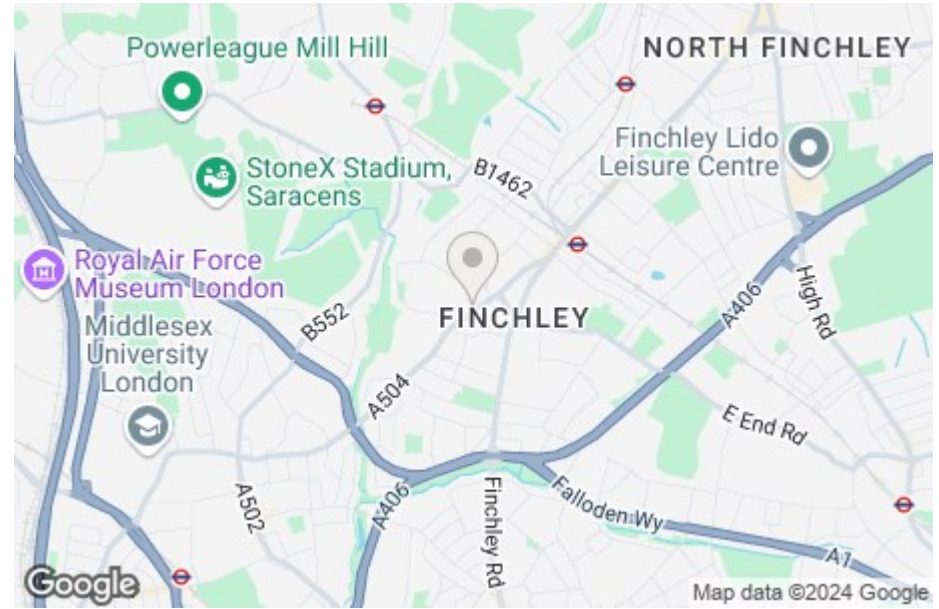 Powerleague Mill Hill
NORTH FINCHLEY
Finchley Lido
Leisure Centre
StoneX Stadium,
Saracens
B1462
Royal Air Force
Museum London
FINCHLEY
A406
High Rd
B552
Middlesex
University
London
A504
E End Rd
A502
A406
Finchley Rd
Falloden Wy
A1
Google
Map data ©2024 Google